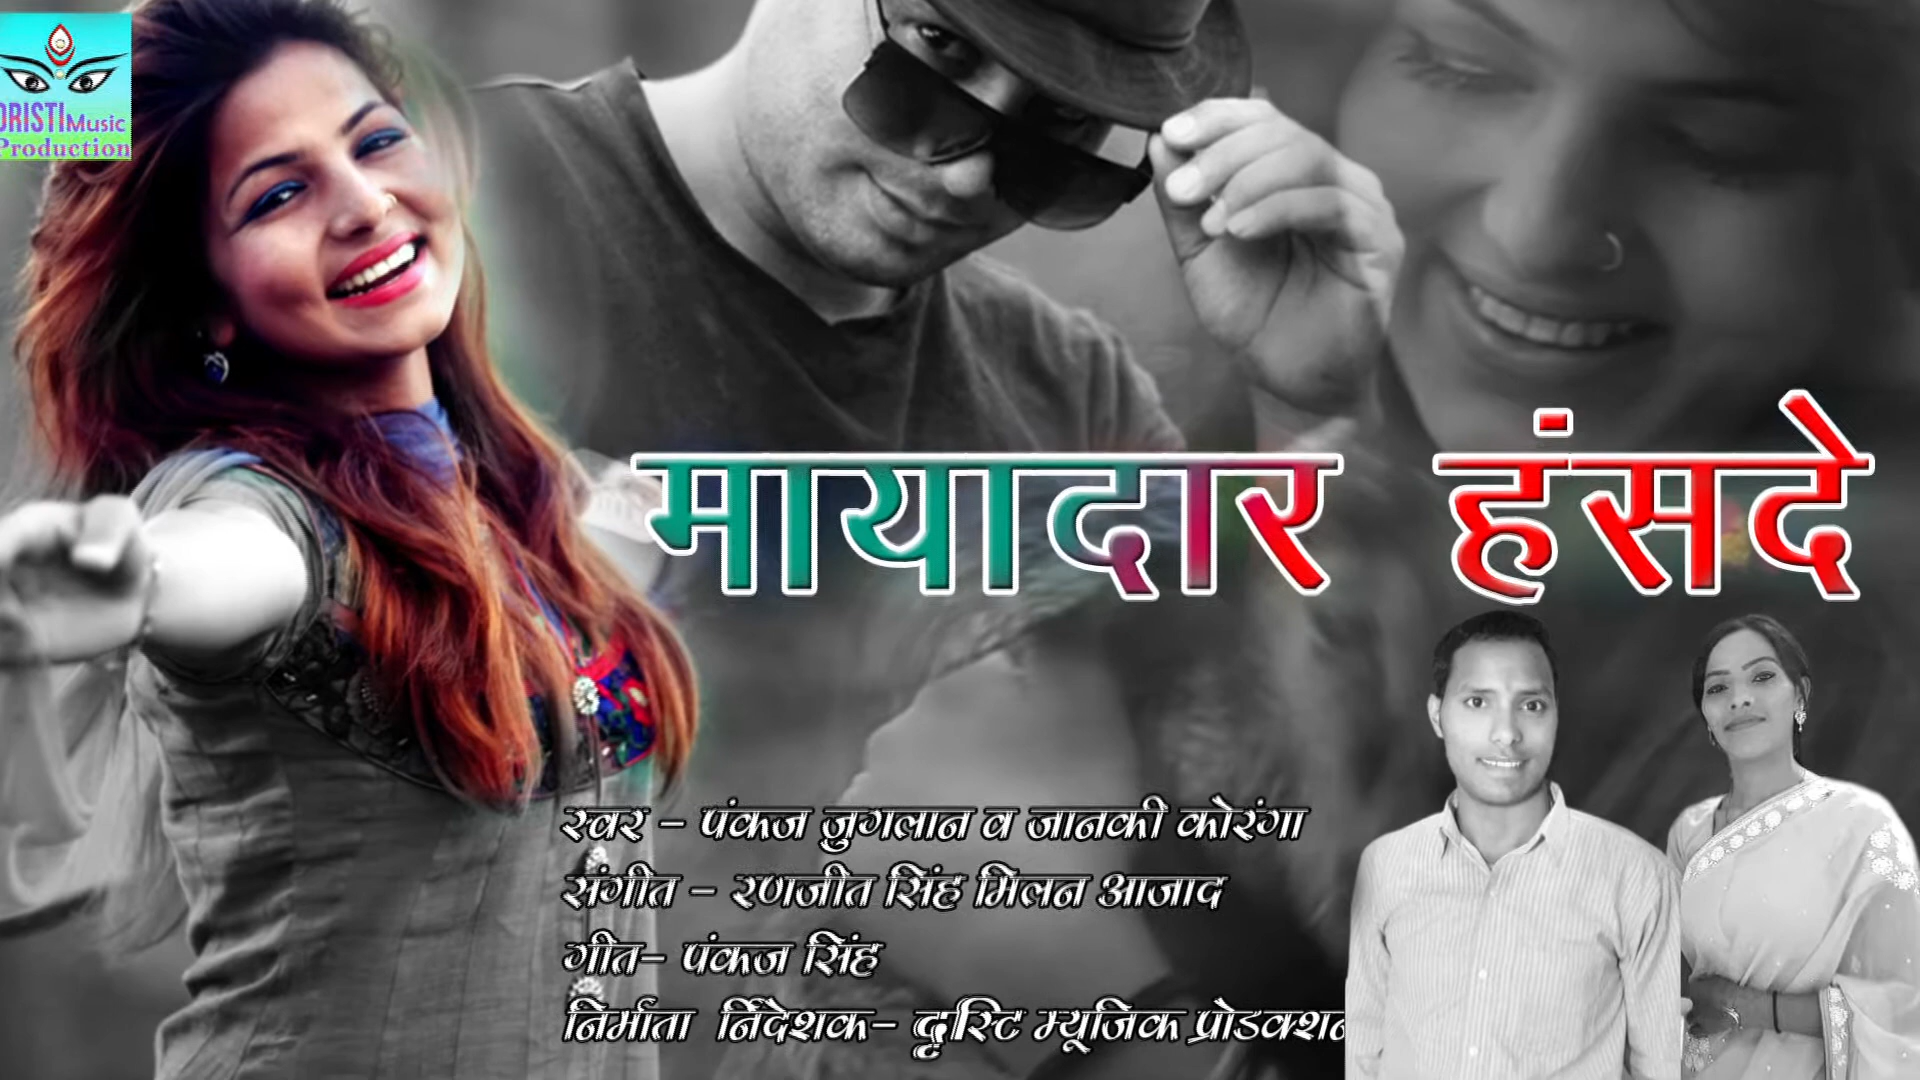 DRISTI Music
Production
मायादार हंसदे
स्वर - पंकज जुगलान व जानकी कोरंगा
संगीत - रणजीत सिंह मिलन आजाद
गीत- पंकज सिंह
निर्माता र्निदेशक- दृस्टि म्यूजिक प्रोडक्शन